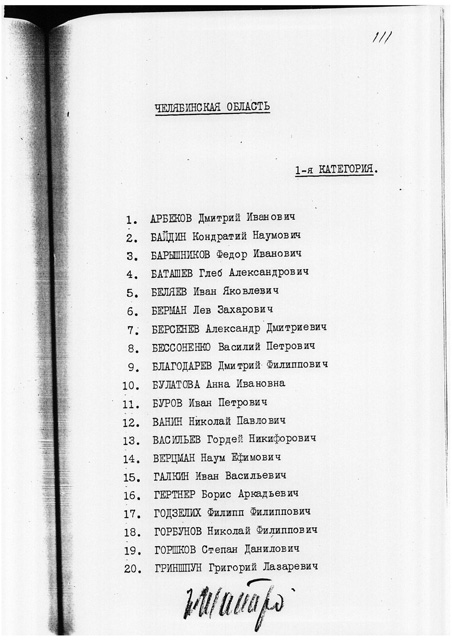 111
ЧЕЛЯБИНСКАЯ ОБЛАСТЬ
1-я КАТЕГОРИЯ.
1. АРБЕКОВ Дмитрий Иванович
2. БАЙДИН Кондратий Наумович
3. БАРЫШНИКОВ Федор Иванович
4. БАТАШЕВ Глеб Александрович
5. БЕЛЯЕВ Иван Яковлевич
6. БЕРМАН Лев Захарович
7. БЕРСЕНЕВ Александр Дмитриевич
8. БЕССОНЕНКО Василий Петрович
9. БЛАГОДАРЕВ Дмитрий Филиппович
10. БУЛАТОВА Анна Ивановна
11. БУРОВ Иван Петрович
12. ВАНИН Николай Павлович
13. ВАСИЛЬЕВ Гордей Никифорович
14. ВЕРЦМАН Наум Ефимович
15. ГАЛКИН Иван Васильевич
16. ГЕРТНЕР Борис Аркадьевич
17. ГОДЗЕЛИХ Филипп Филиппович
18. ГОРБУНОВ Николай Филиппович
19. ГОРШКОВ Степан Данилович
20. ГРИНШПУН Григорий Лазаревич